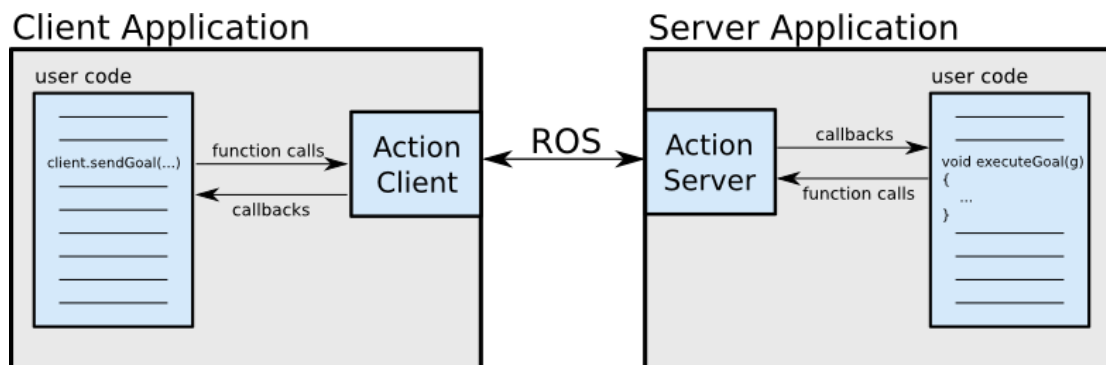 Client Application
user code
client.sendGoal(...)
function calls
callbacks
Action
Client
ROS
Server Application
Action
Server
callbacks
function calls
user code
void executeGoal(g)
{
...
}